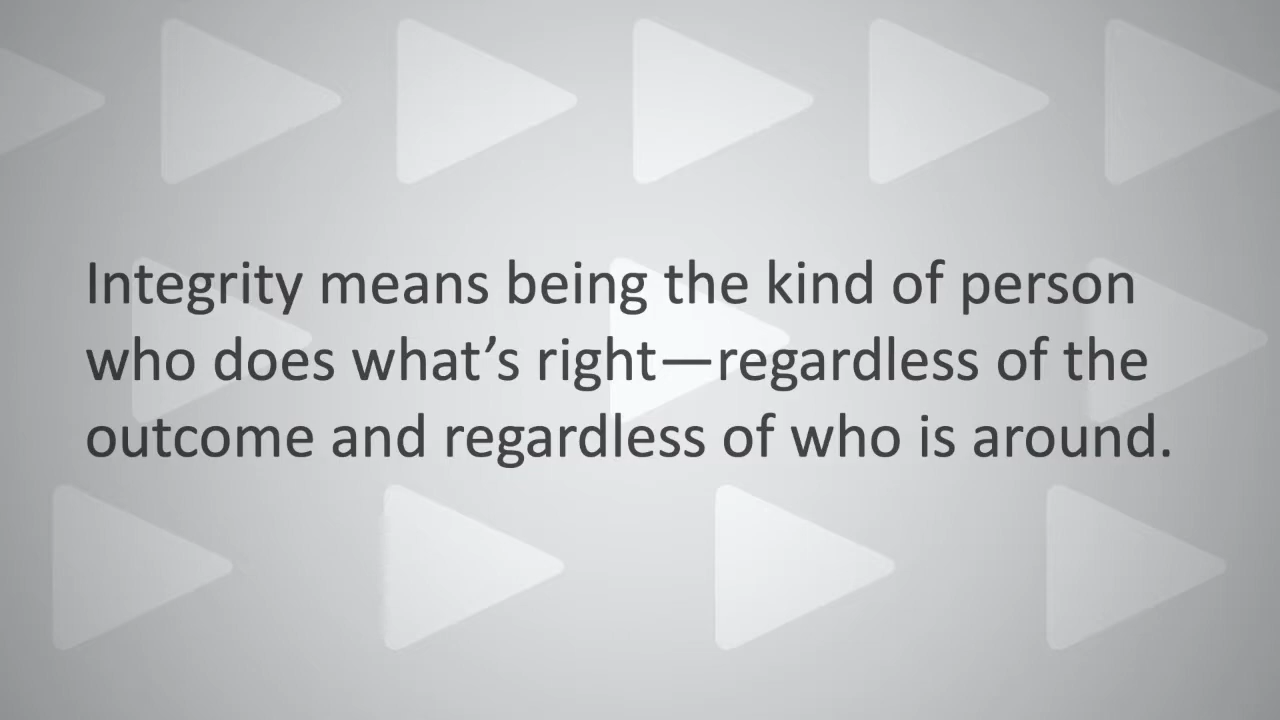 Integrity means being the kind of person
who does what’s right—regardless of the
outcome and regardless of who is around.